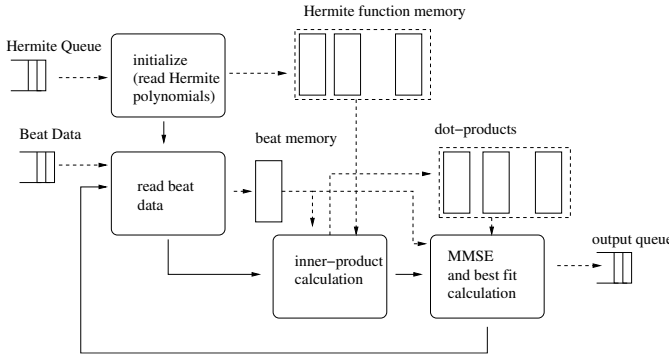 Hermite function memory
Hermite Queue
initialize
(read Hermite
polynomials)
Beat Data
beat memory
dot−products
read beat
data
output queue
inner−product
calculation
MMSE
and best fit
calculation